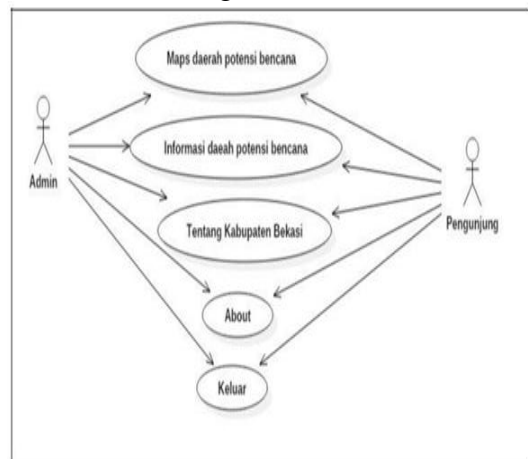 Maps daerah potensi bencana
Informasi daeah potensi bencana
Admin
Tentang Kabupaten Bekasi
Pengunjung
About
Keluar